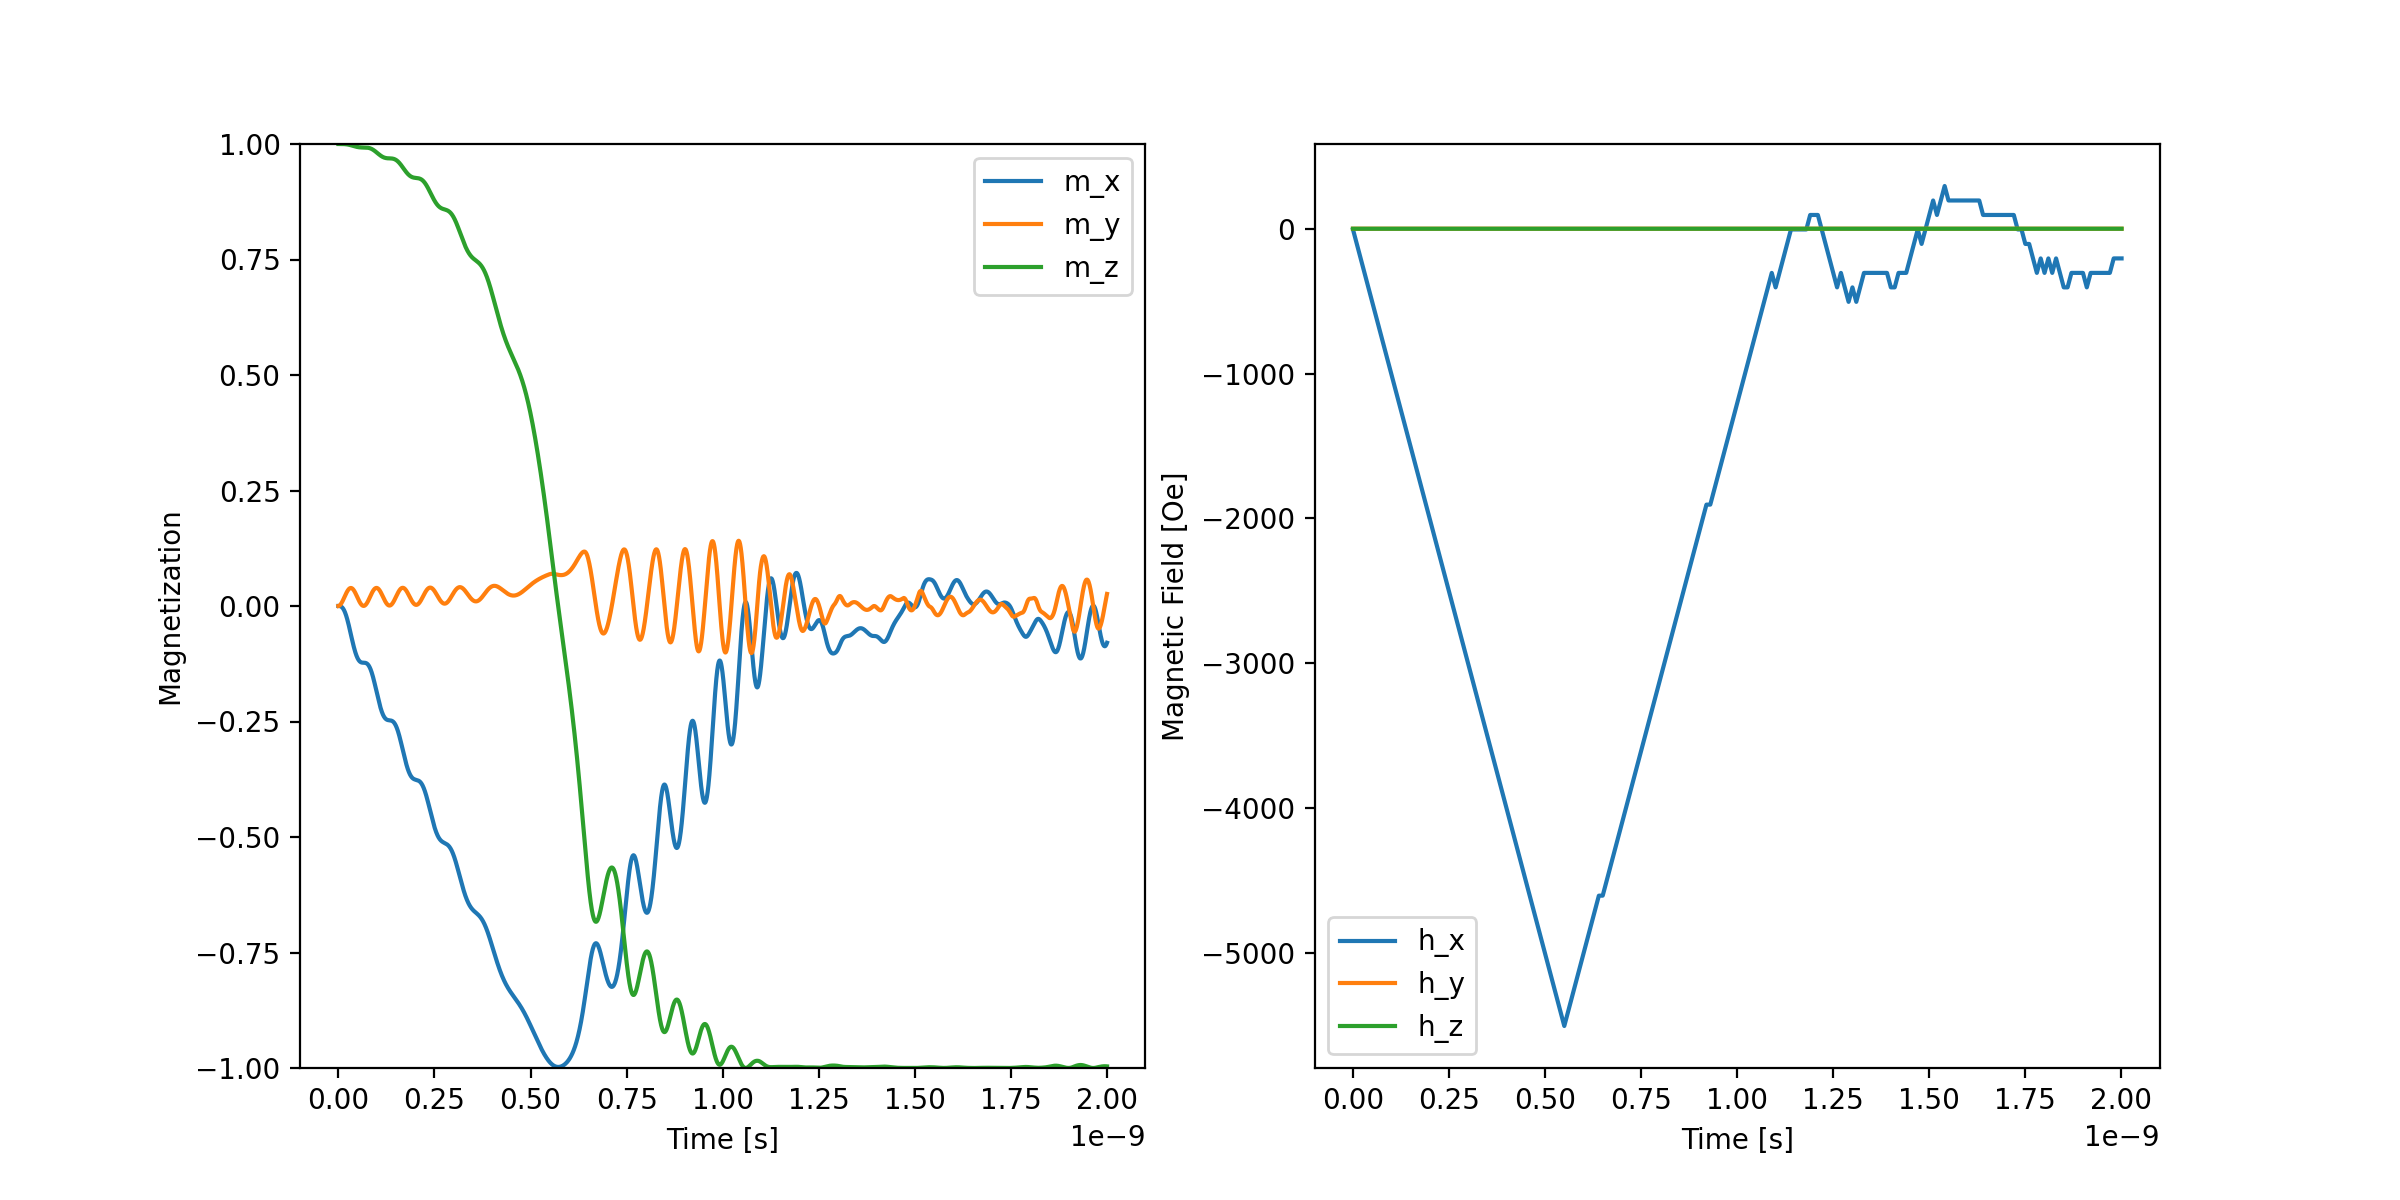 1.00
0.75
0.50
0.25
0.00
−0.25
−0.50
−0.75
−1.00
Magnetization
m_x
m_y
m_z
0.00 0.25 0.50 0.75 1.00 1.25 1.50 1.75 2.00
Time [s]
1e−9
0
−1000
−2000
−3000
−4000
−5000
Magnetic Field [Oe]
h_x
h_y
h_z
0.00 0.25 0.50 0.75 1.00 1.25 1.50 1.75 2.00
Time [s]
1e−9